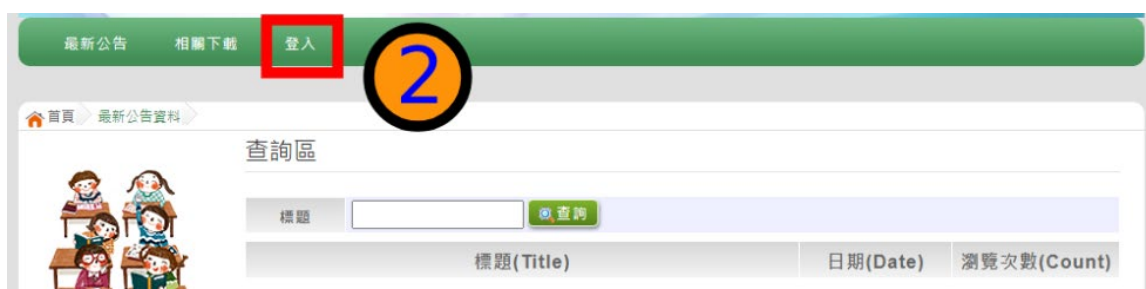 最新公告 相關下載 登入
2
首頁 最新公告資料
查詢區
標題 查詢
標題(Title) 日期(Date) 瀏覽次數(Count)